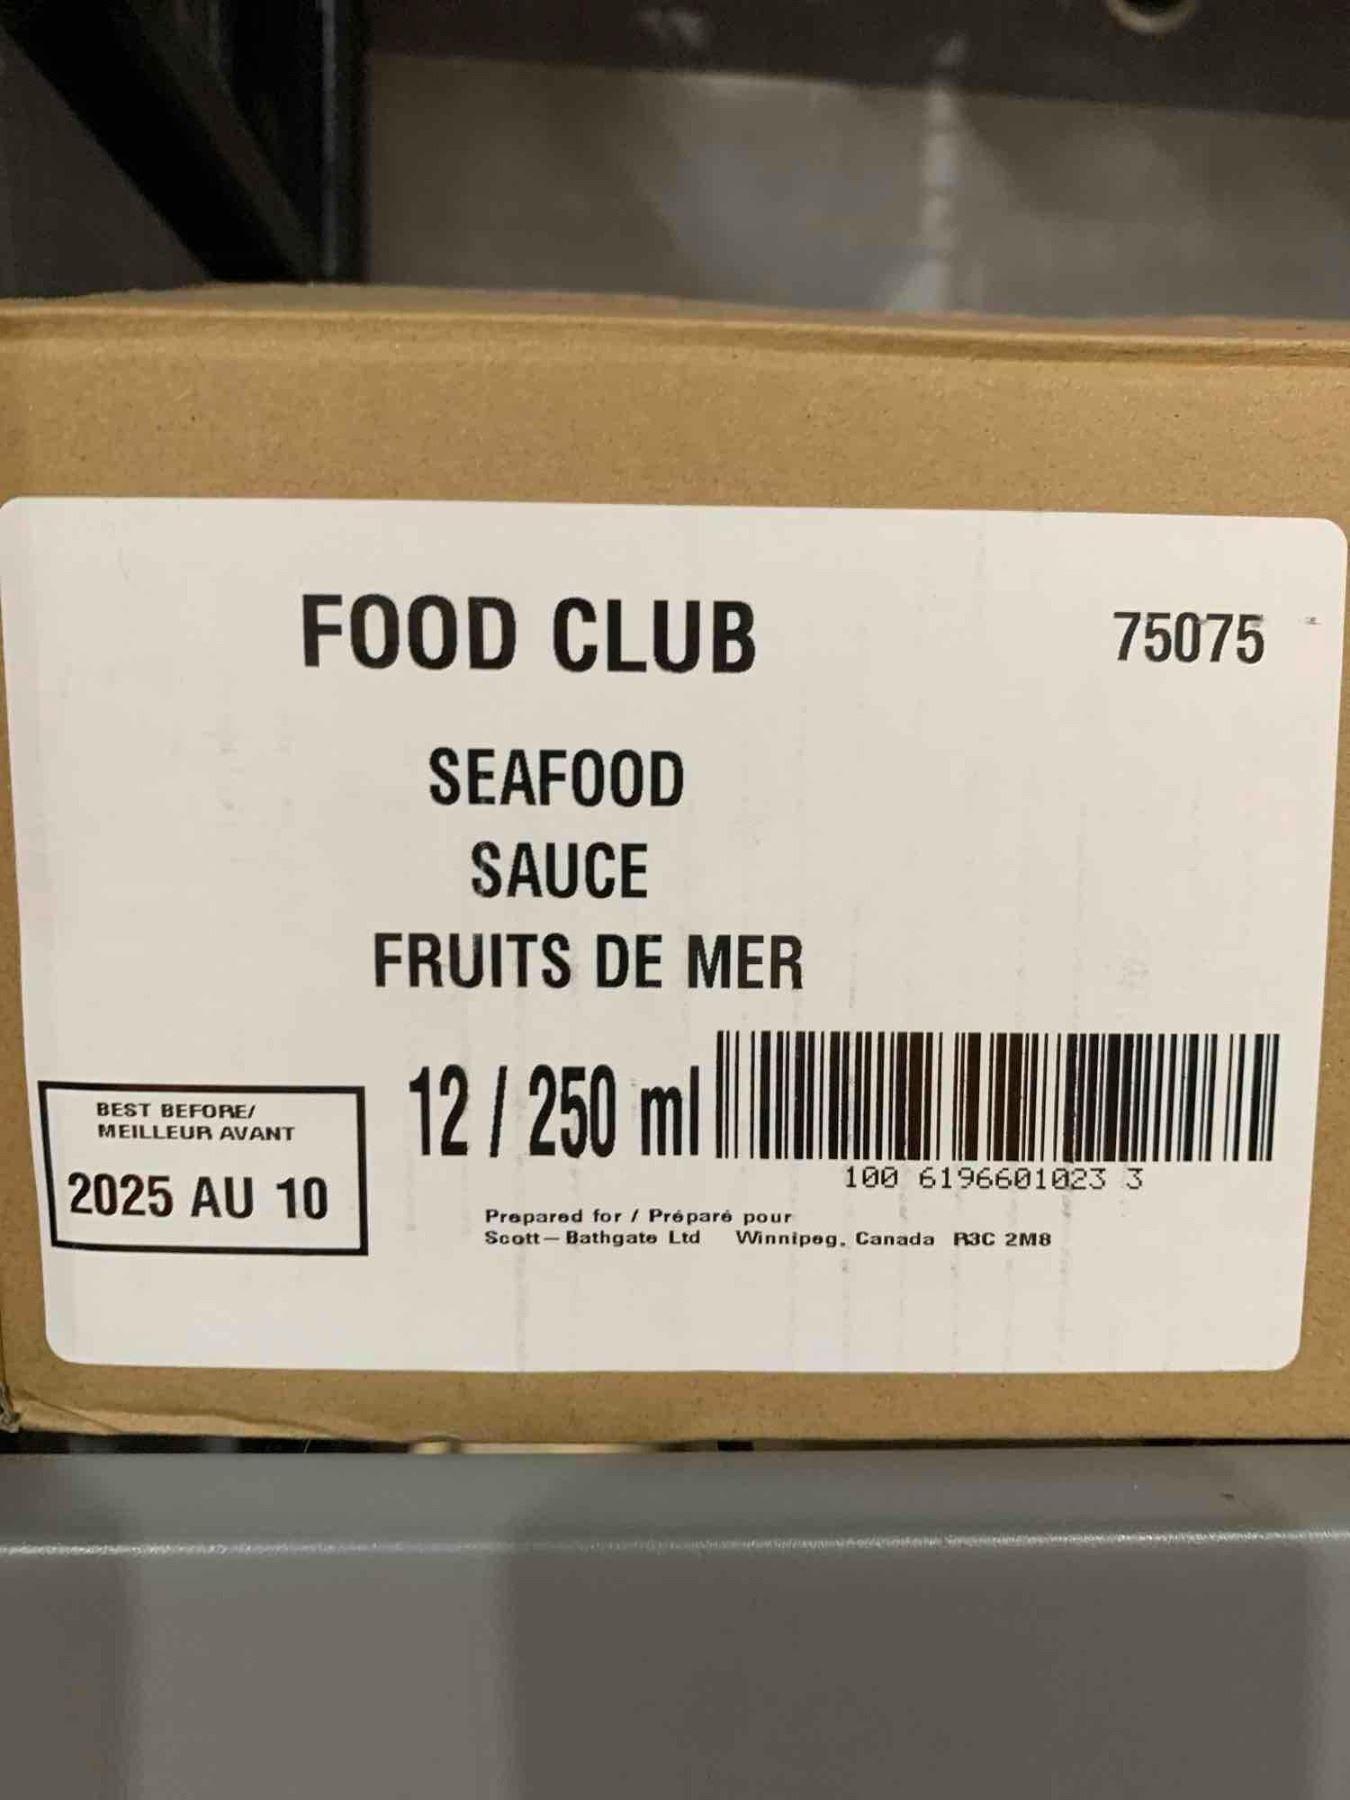 FOOD CLUB 75075
SEAFOOD
SAUCE
FRUITS DE MER
12 / 250 ml
100 6196601023 3
BEST BEFORE/
MEILLEUR AVANT
2025 AU 10
Prepared for / Préparé pour
Scott-Bathgate Ltd Winnipeg, Canada R3C 2M8